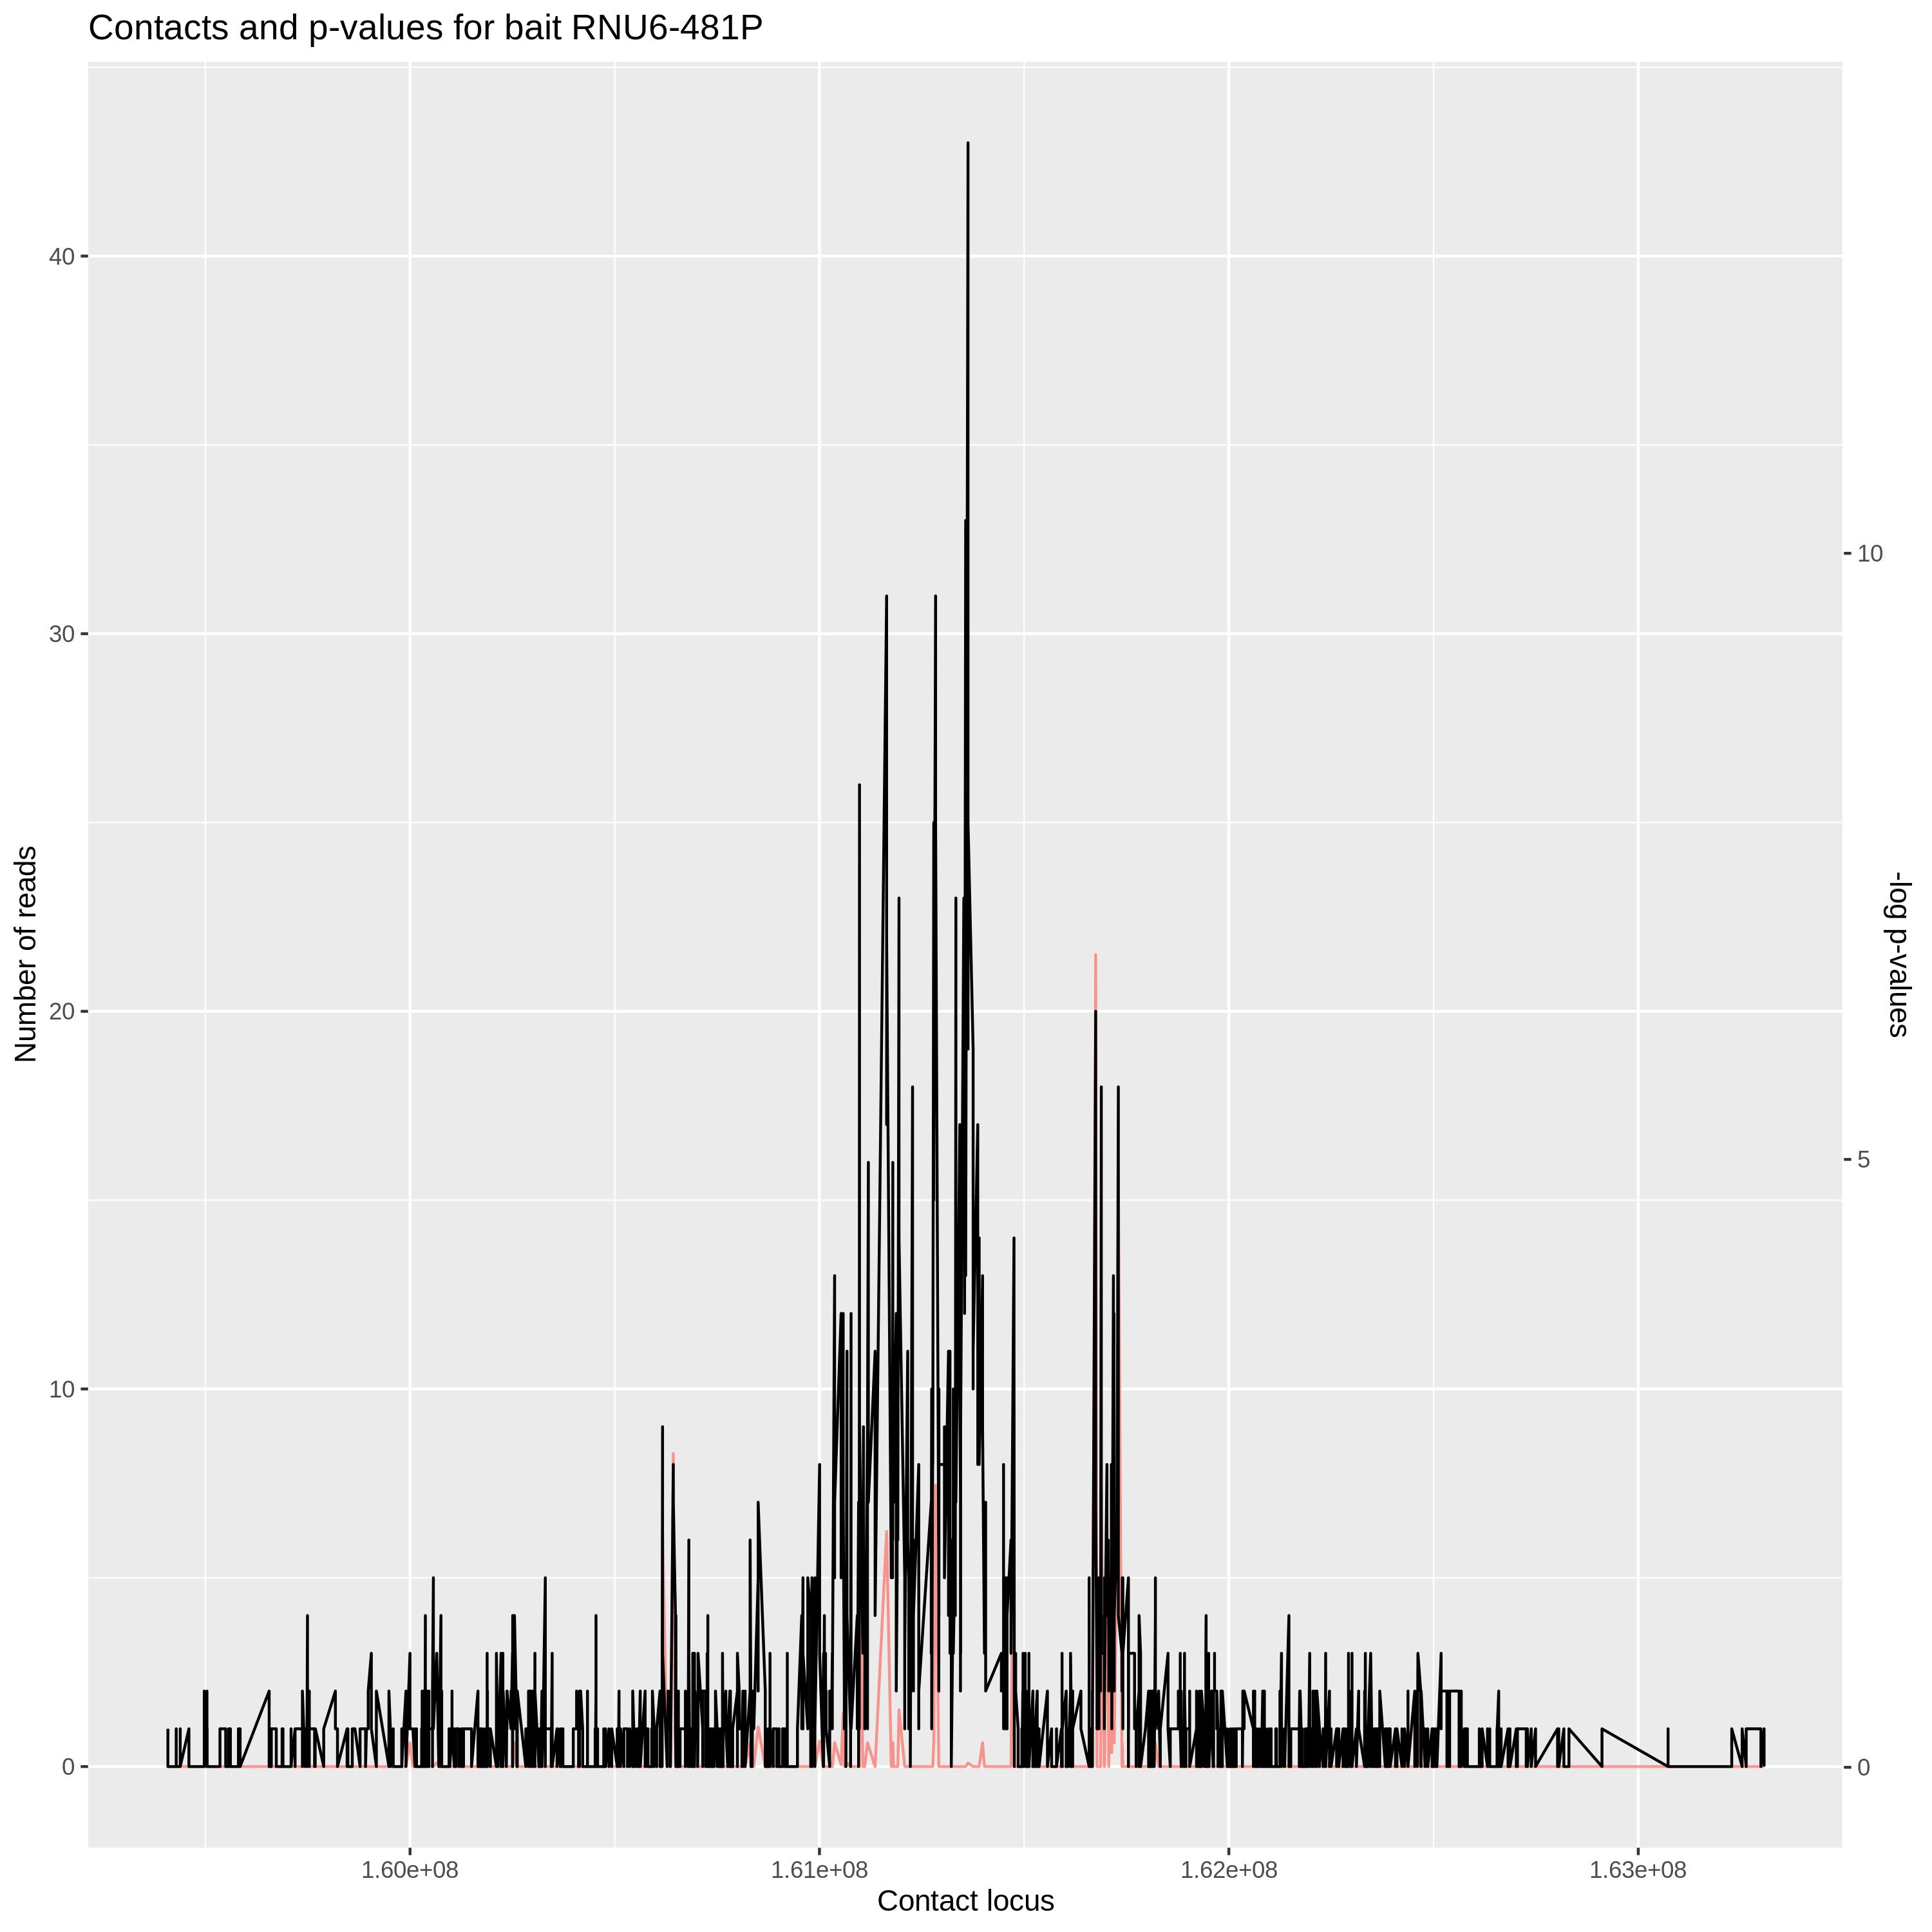 Contacts and p-values for bait RNU6-481P
Number of reads
40
30
20
10
0
10
5
0
-log p-values
1.60e+08
1.61e+08
1.62e+08
1.63e+08
Contact locus